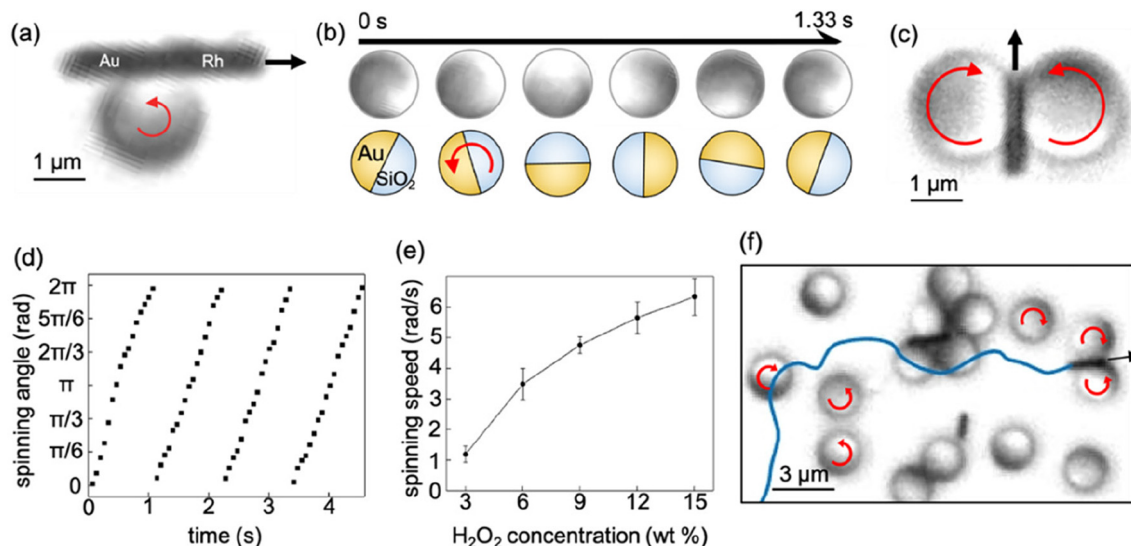 (a)
Au Rh
1 μm
(b)
0 s 1.33 s
Au
SiO2
(c)
1 μm
(d)
spinning angle (rad)
2π
5π/6
2π/3
π
π/3
π/6
0
0 1 2 3 4
time (s)
(e)
spinning speed (rad/s)
6
5
4
3
2
1
0
3 6 9 12 15
H2O2 concentration (wt %)
(f)
3 μm